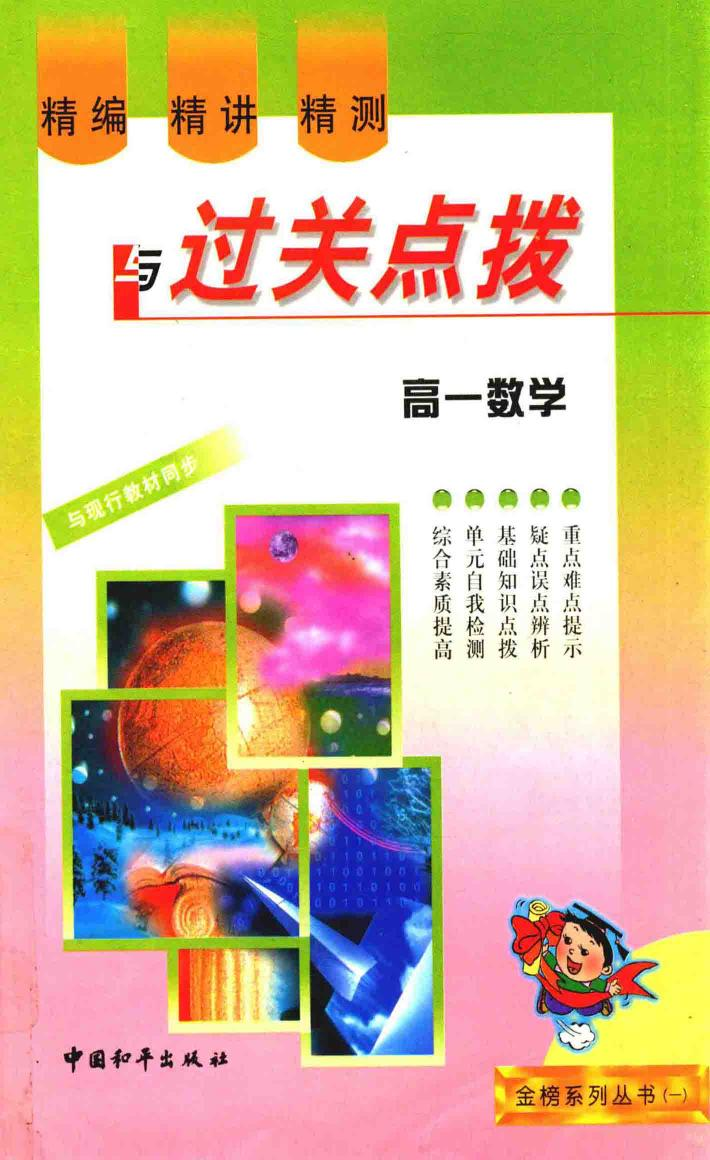 精编 精讲 精测
与过关点拨
高一数学
与现行教材同步
重点难点提示
疑点误点辨析
基础知识点拨
单元自我检测
综合素质提高
中国和平出版社
金榜系列丛书(一)